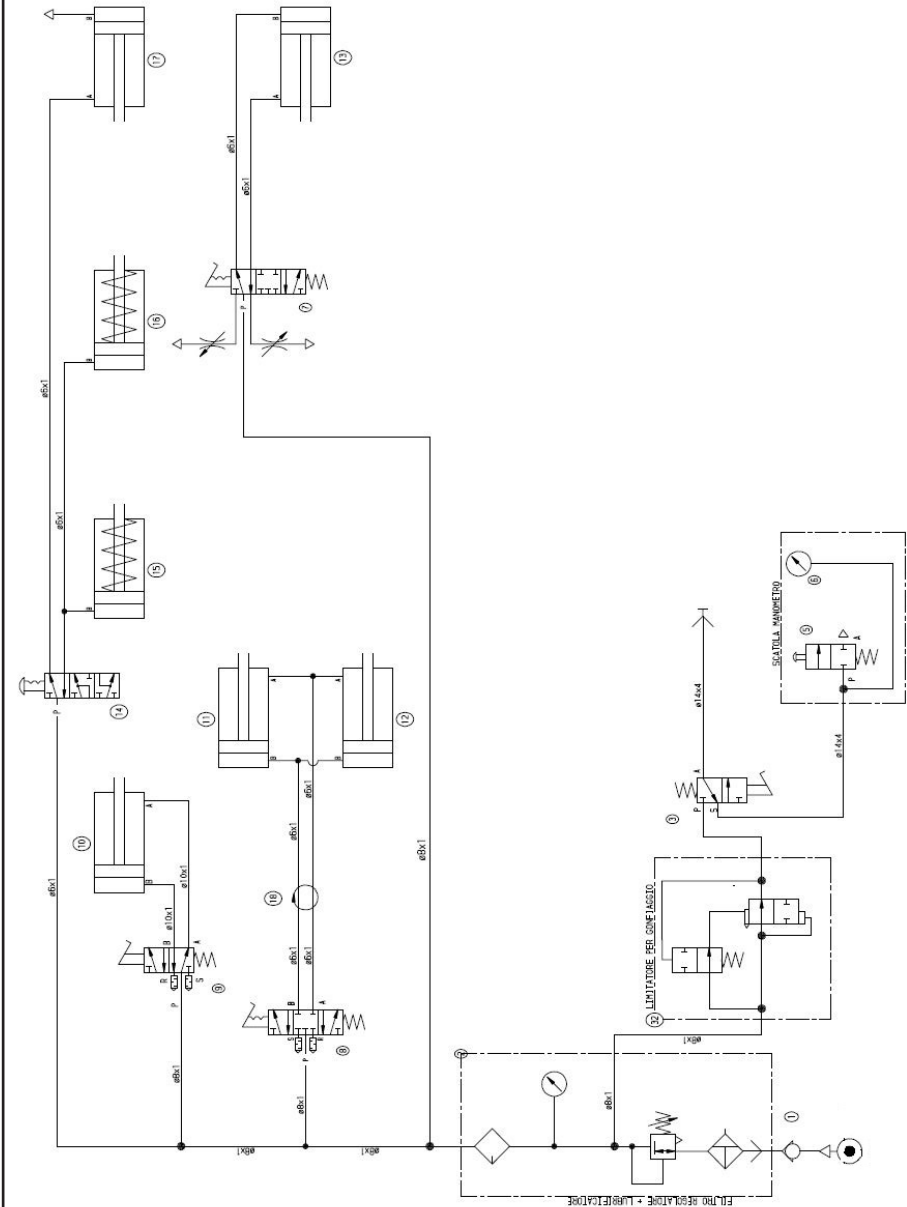 B
17
A
B
13
A
ø6x1
ø6x1
16
B
ø6x1
P
7
ø6x1
15
B
SCATOLA MANOMETRO
6
5
A
P
14
P
11
A
A
12
B
B
ø14x4
ø14x4
10
A
B
ø6x1
ø6x1
ø8x1
A
P
S
3
ø6x1
ø10x1
ø10x1
18
LIMITATORE PER GONFIAGGIO
32
B
A
R
S
P
9
ø6x1
ø6x1
B
A
S
R
P
8
ø8x1
ø8x1
ø8x1
ø8x1
ø8x1
ø8x1
1
FILTRO REGOLATORE + LUBRIFICATORE